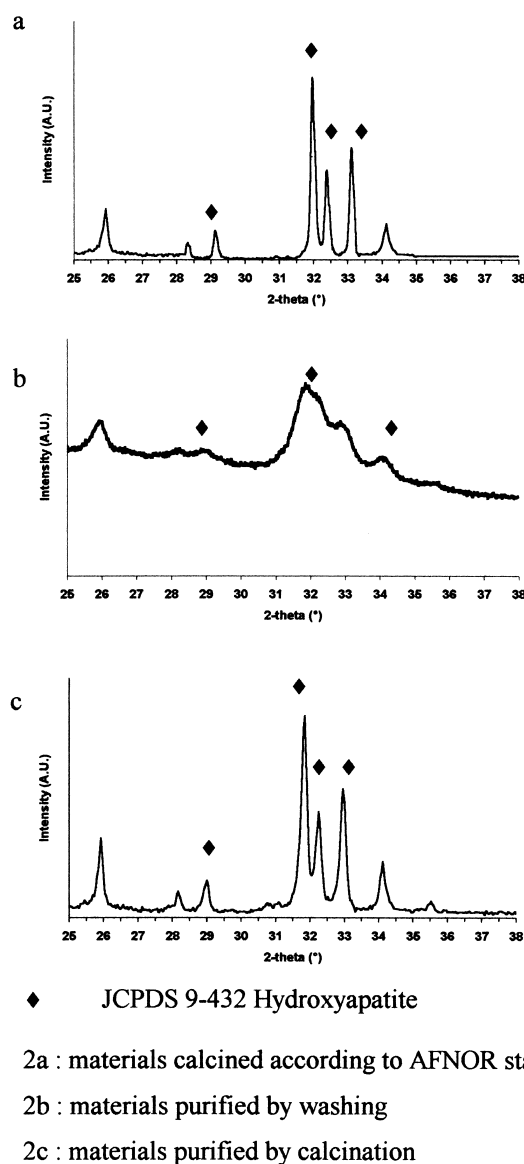 a
Intensity (A.U.)
25 26 27 28 29 30 31 32 33 34 35 36 37 38
2-theta (°)
b
Intensity (A.U.)
25 26 27 28 29 30 31 32 33 34 35 36 37 38
2-theta (°)
c
Intensity (A.U.)
25 26 27 28 29 30 31 32 33 34 35 36 37 38
2-theta (°)
♦ JCPDS 9-432 Hydroxyapatite
2a : materials calcined according to AFNOR sta
2b : materials purified by washing
2c : materials purified by calcination